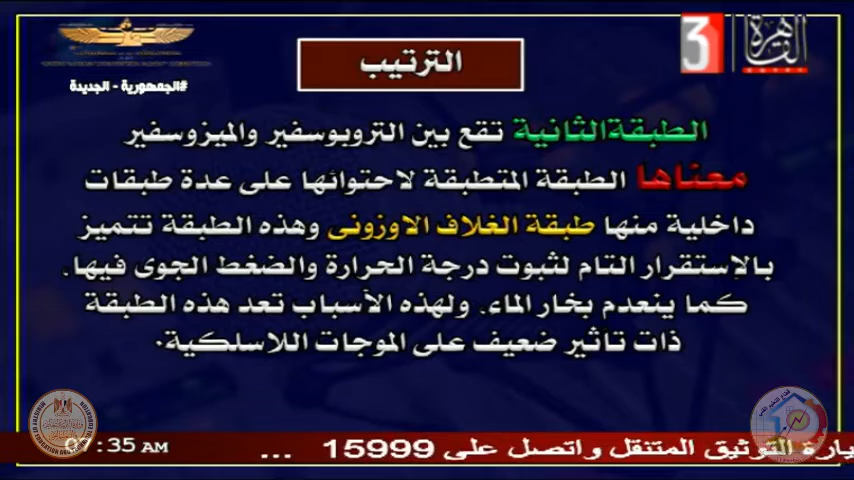 #الجمهورية - الجديدة
القاهرة
3
الترتيب
الطبقة الثانية تقع بين التروبوسفير والميزوسفير
معناها الطبقة المتطبقة لاحتوائها على عدة طبقات
داخلية منها طبقة الغلاف الاوزونى وهذه الطبقة تتميز
بالإستقرار التام لثبوت درجة الحرارة والضغط الجوى فيها.
كما ينعدم بخار الماء. ولهذه الأسباب تعد هذه الطبقة
ذات تأثير ضعيف على الموجات اللاسلكية.
يارة التوثيق المتنقل واتصل على 15999 ...
07:35 AM